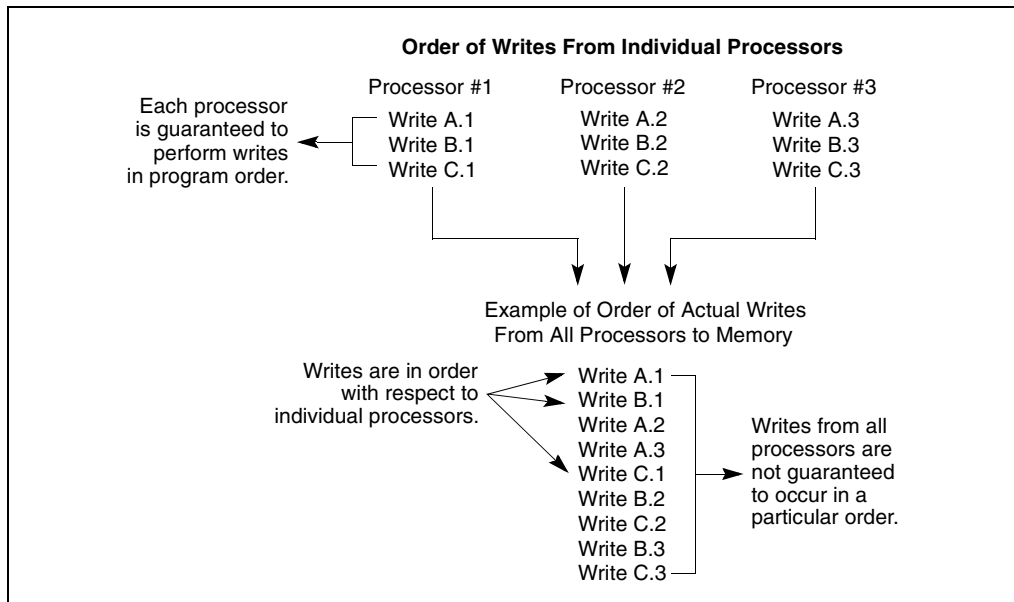 Order of Writes From Individual Processors
Processor #1
Processor #2
Processor #3
Each processor
is guaranteed to
perform writes
in program order.
Write A.1
Write B.1
Write C.1
Write A.2
Write B.2
Write C.2
Write A.3
Write B.3
Write C.3
Example of Order of Actual Writes
From All Processors to Memory
Writes are in order
with respect to
individual processors.
Write A.1
Write B.1
Write A.2
Write A.3
Write C.1
Write B.2
Write C.2
Write B.3
Write C.3
Writes from all
processors are
not guaranteed
to occur in a
particular order.